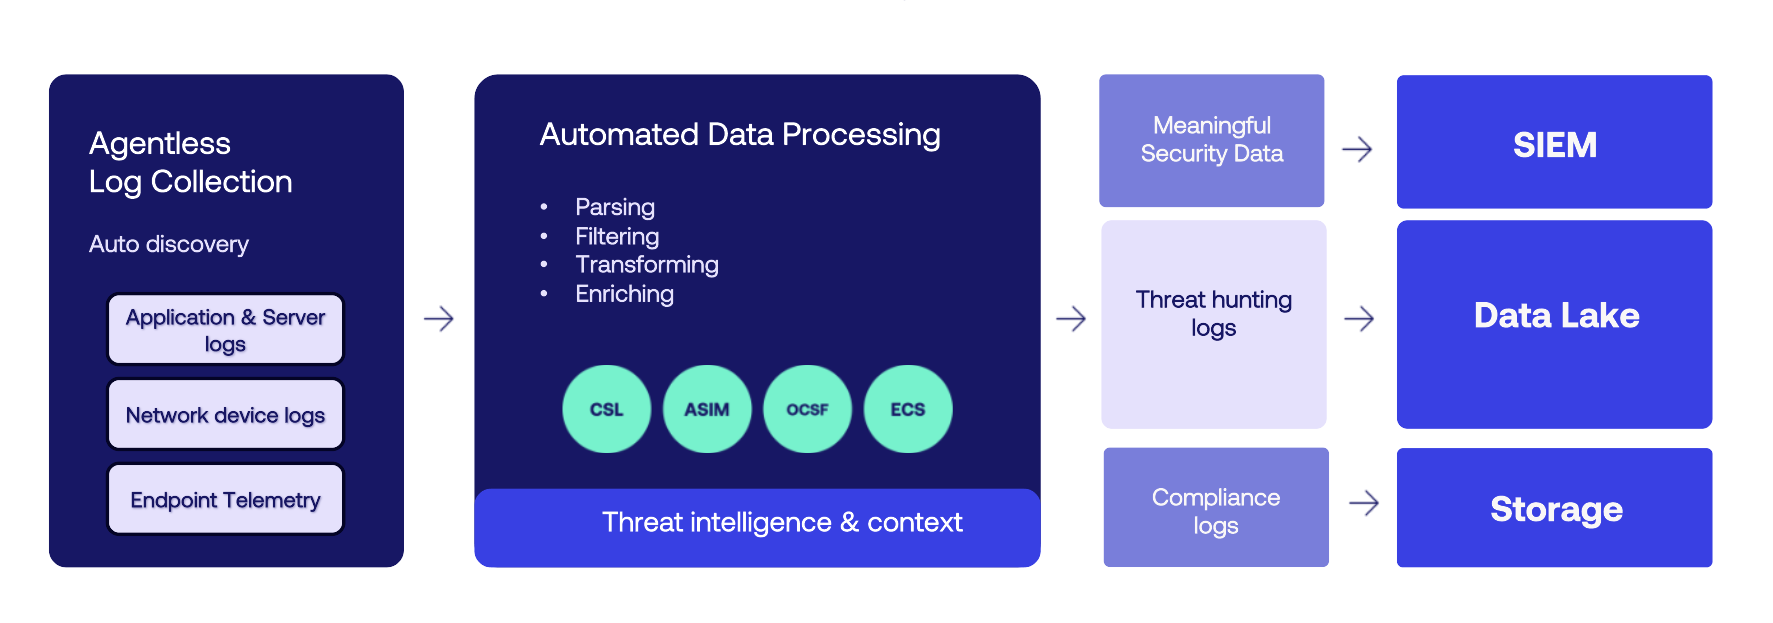 Agentless
Log Collection
Auto discovery
Application & Server
logs
Network device logs
Endpoint Telemetry
Automated Data Processing
• Parsing
• Filtering
• Transforming
• Enriching
CSL
ASIM
OCSF
ECS
Threat intelligence & context
Meaningful
Security Data
SIEM
Threat hunting
logs
Data Lake
Compliance
logs
Storage